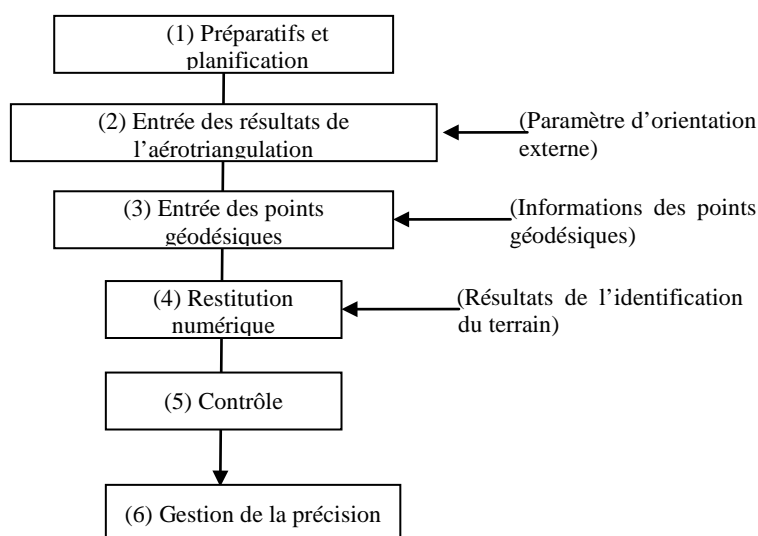 (1) Préparatifs et
planification
(2) Entrée des résultats de
l’aérotriangulation
(Paramètre d’orientation
externe)
(3) Entrée des points
géodésiques
(Informations des points
géodésiques)
(4) Restitution
numérique
(Résultats de l’identification
du terrain)
(5) Contrôle
(6) Gestion de la précision